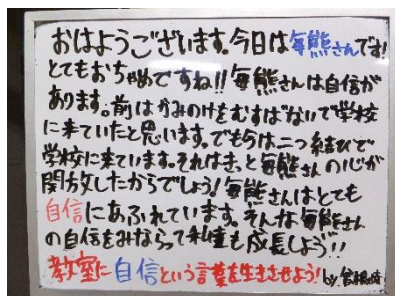 おはようございます。今日は毎熊さんです!
とてもおちゃめですね!!毎熊さんは自信が
あります。前はかみのけをむすばないで学校
に来ていたと思います。でも今は二つ結びで
学校に来ています。それはきっと毎熊さんの心が
開放したからでしょう!毎熊さんはとても
自信にあふれています。そんな毎熊さん
の自信をみならって私達も成長しよう!!
教室に自信という言葉を生きさせよう!by